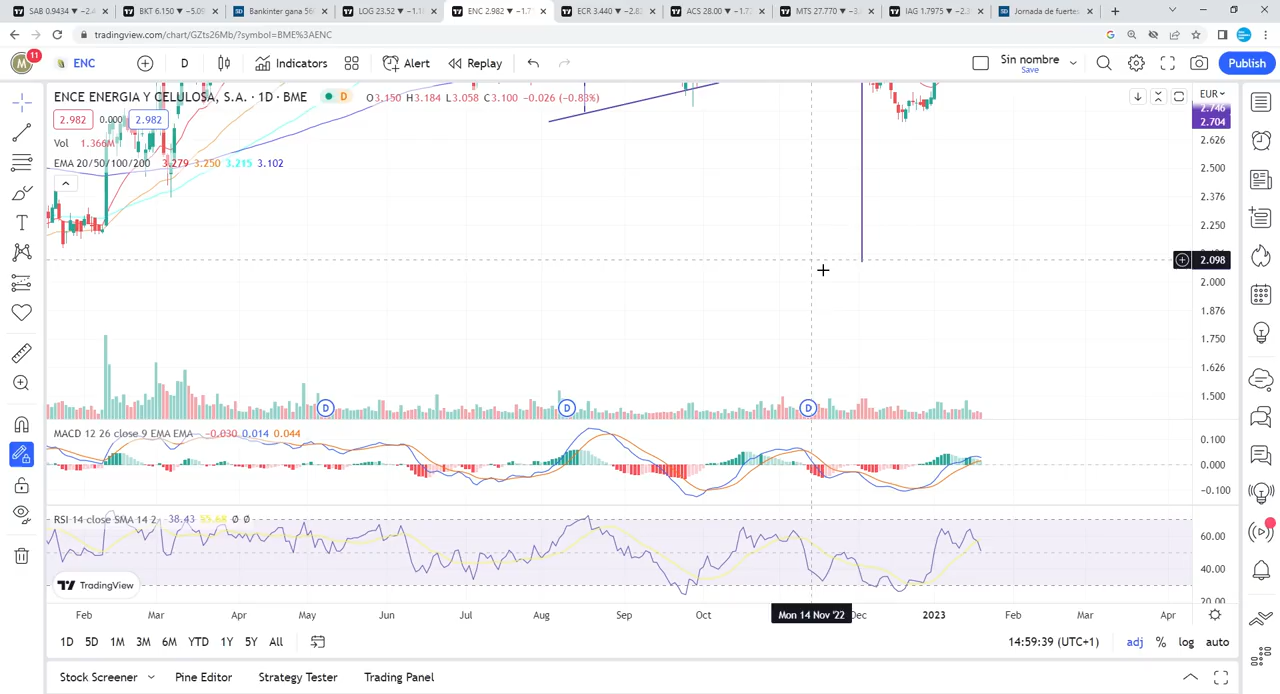 SAB 0.9434 ▼ −2.4
BKT 6.150 ▼ −5.09
Bankinter gana 560
LOG 23.52 ▼ −1.18
ENC 2.982 ▼ −1.7
ECR 3.440 ▼ −2.82
ACS 28.00 ▼ −1.7
MTS 27.770 ▼ −3.
IAG 1.7975 ▼ −2.3
Jornada de fuertes
tradingview.com/chart/GZts26Mb/?symbol=BME%3AENC
M 11 ENC D Indicators Alert Replay Sin nombre Save Publish
ENCE ENERGIA Y CELULOSA, S.A. · 1D · BME D O3.150 H3.184 L3.058 C3.100 −0.026 (−0.83%)
2.982 0.000 2.982
Vol 1.366M
EMA 20/50/100/200 3.279 3.250 3.215 3.102
EUR
2.746
2.704
2.626
2.500
2.376
2.250
2.098
2.000
1.876
1.750
1.626
1.500
D D D
MACD 12 26 close 9 EMA EMA −0.030 0.014 0.044
0.100
0.000
−0.100
RSI 14 close SMA 14 2 38.43 55.68 Ø Ø
60.00
40.00
20.00
TradingView
Feb Mar Apr May Jun Jul Aug Sep Oct Mon 14 Nov '22 Dec 2023 Feb Mar Apr
1D 5D 1M 3M 6M YTD 1Y 5Y All 14:59:39 (UTC+1) adj % log auto
Stock Screener Pine Editor Strategy Tester Trading Panel